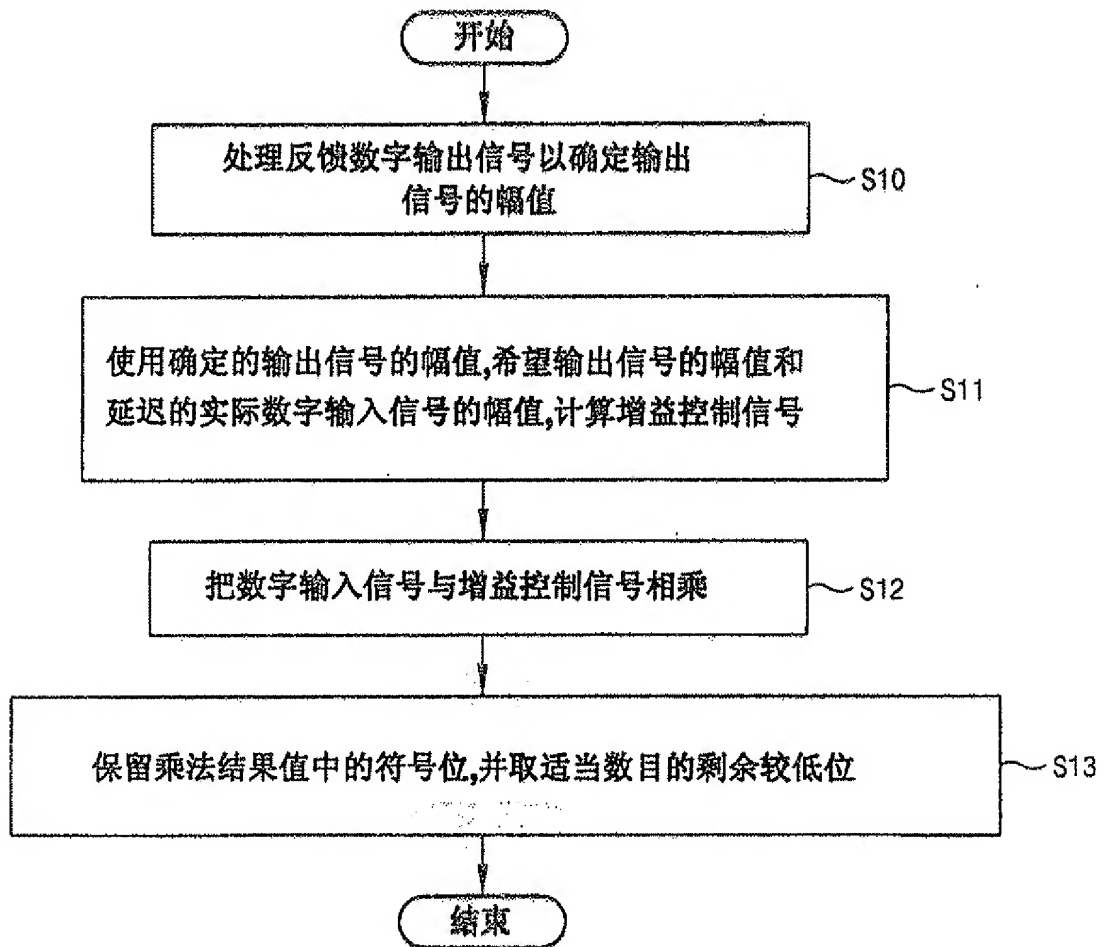 开始
处理反馈数字输出信号以确定输出
信号的幅值
S10
使用确定的输出信号的幅值,希望输出信号的幅值和
延迟的实际数字输入信号的幅值,计算增益控制信号
S11
把数字输入信号与增益控制信号相乘
S12
保留乘法结果值中的符号位,并取适当数目的剩余较低位
S13
结束